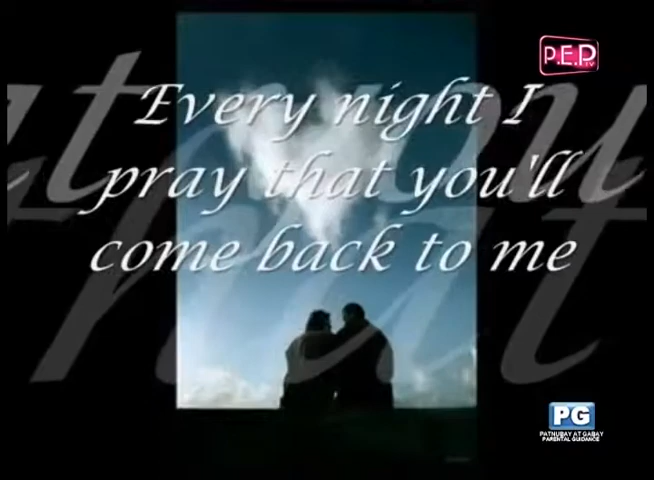 P.E.P
TV
Every night I
pray that you'll
come back to me
PG
PATNUBAY AT GABAY
PARENTAL GUIDANCE